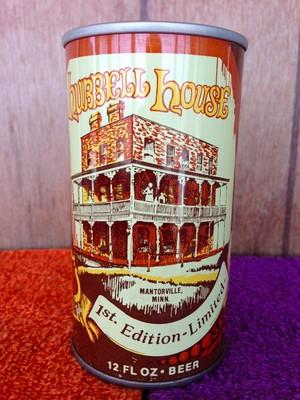 Hubbell House
MANTORVILLE,
MINN.
1st. Edition-Limited
12 FL OZ • BEER